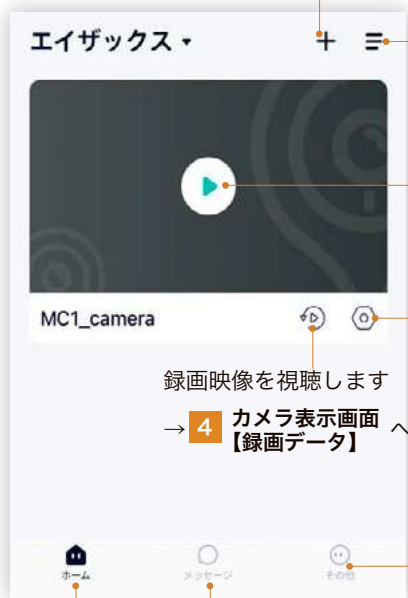 エイザックス
MC1_camera
録画映像を視聴します
→ 4 カメラ表示画面
【録画データ】 へ
ホーム
メッセージ
その他